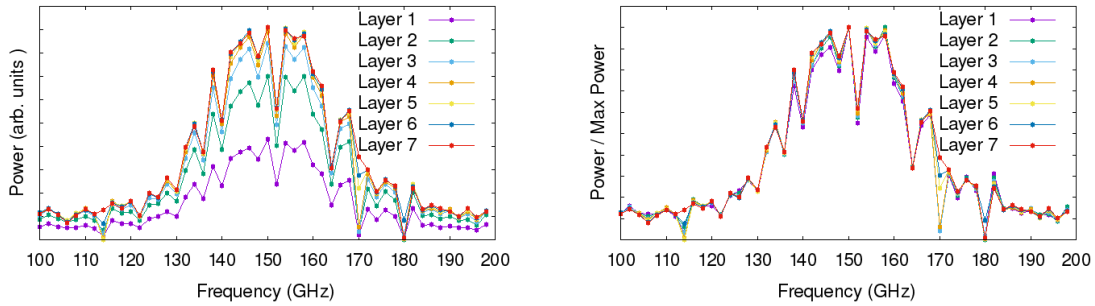 Power (arb. units)
Layer 1
Layer 2
Layer 3
Layer 4
Layer 5
Layer 6
Layer 7
100 110 120 130 140 150 160 170 180 190 200
Frequency (GHz)
Power / Max Power
Layer 1
Layer 2
Layer 3
Layer 4
Layer 5
Layer 6
Layer 7
100 110 120 130 140 150 160 170 180 190 200
Frequency (GHz)